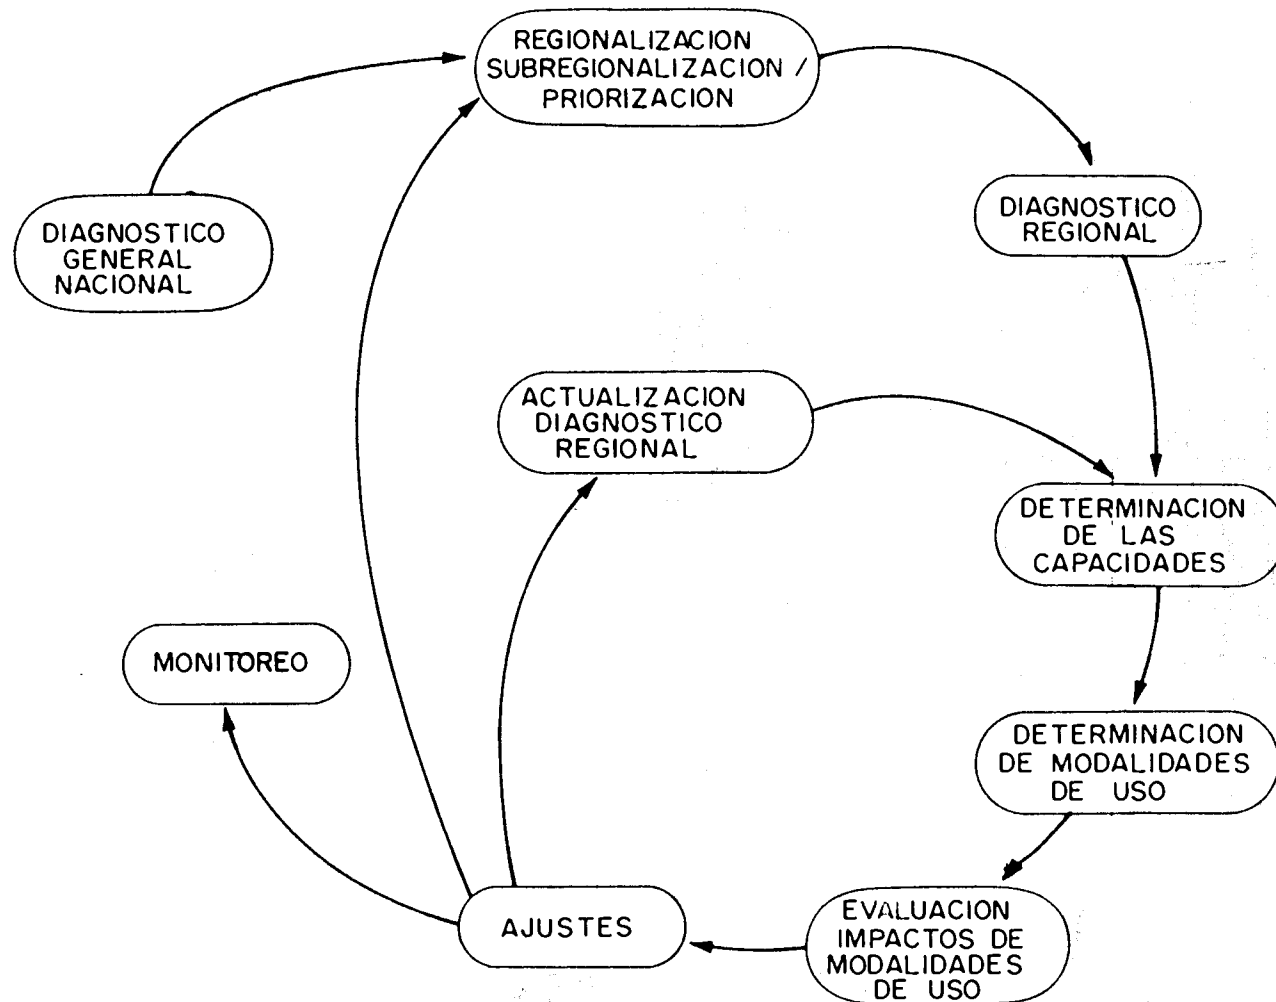 REGIONALIZACION
SUBREGIONALIZACION /
PRIORIZACION
DIAGNOSTICO
GENERAL
NACIONAL
DIAGNOSTICO
REGIONAL
ACTUALIZACION
DIAGNOSTICO
REGIONAL
DETERMINACION
DE LAS
CAPACIDADES
MONITOREO
DETERMINACION
DE MODALIDADES
DE USO
AJUSTES
EVALUACION
IMPACTOS DE
MODALIDADES
DE USO